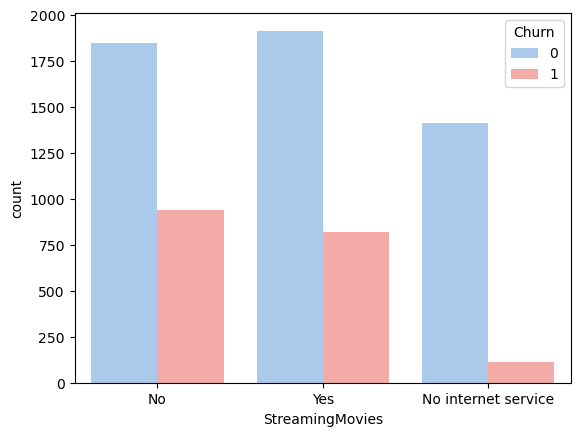 2000
1750
1500
1250
1000
750
500
250
0
count
Churn
0
1
No
Yes
No internet service
StreamingMovies